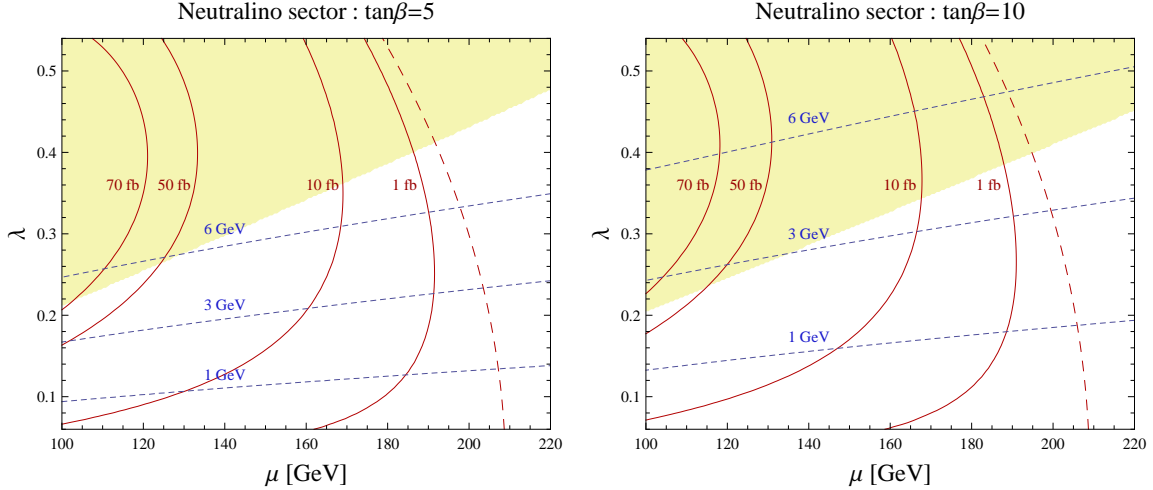 Neutralino sector : tanβ=5
0.5
0.4
0.3
0.2
0.1
λ
70 fb
50 fb
10 fb
1 fb
6 GeV
3 GeV
1 GeV
100
120
140
160
180
200
220
μ [GeV]
Neutralino sector : tanβ=10
0.5
0.4
0.3
0.2
0.1
λ
6 GeV
70 fb
50 fb
10 fb
1 fb
3 GeV
1 GeV
100
120
140
160
180
200
220
μ [GeV]